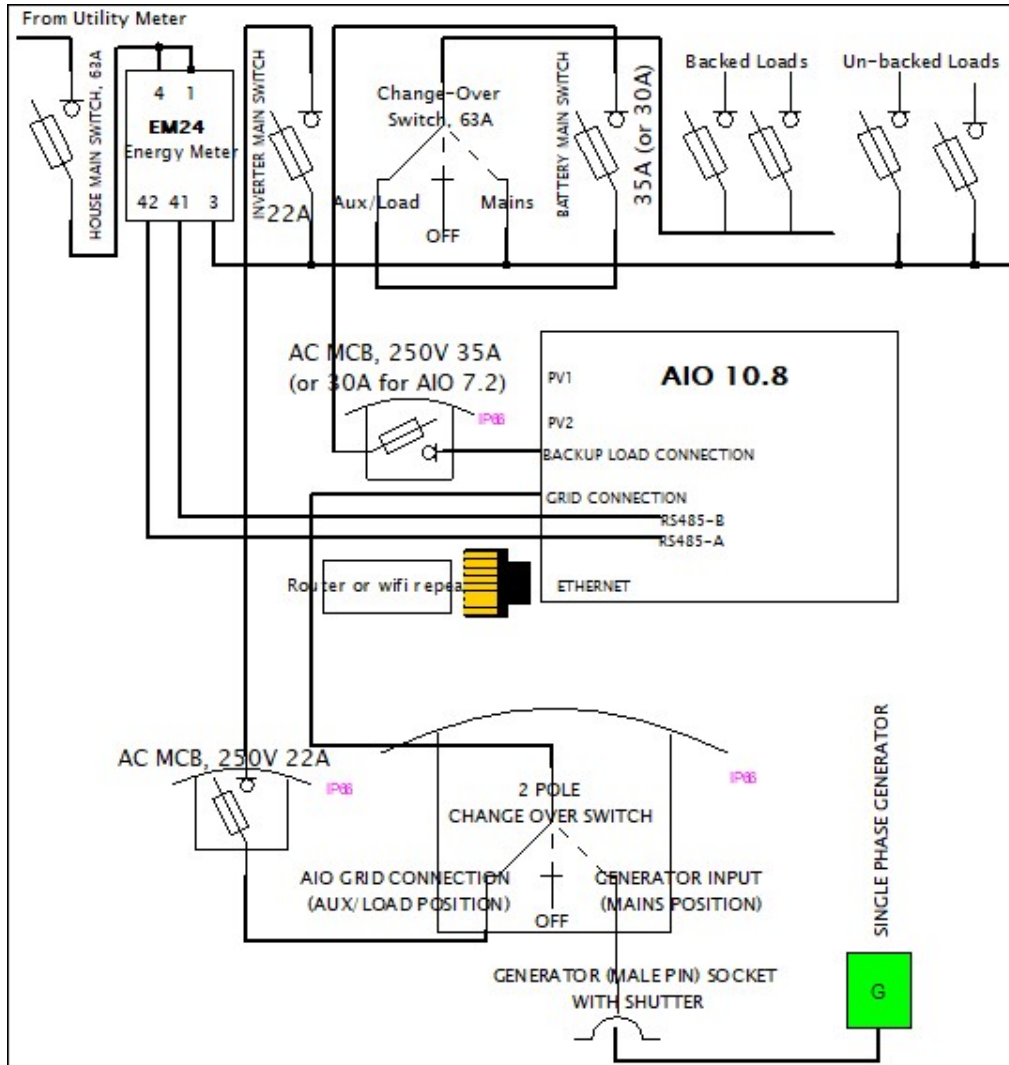 From Utility Meter
HOUSE MAIN SWITCH, 63A
4 1
EM24
Energy Meter
42 41 3
INVERTER MAIN SWITCH
22A
Change-Over
Switch, 63A
Aux/Load
Mains
OFF
BATTERY MAIN SWITCH
35A (or 30A)
Backed Loads
Un-backed Loads
AC MCB, 250V 35A
(or 30A for AIO 7.2)
IP66
AIO 10.8
PV1
PV2
BACKUP LOAD CONNECTION
GRID CONNECTION
RS485-B
RS485-A
ETHERNET
Router or wifi repea
AC MCB, 250V 22A
IP66
IP66
2 POLE
CHANGE OVER SWITCH
AIO GRID CONNECTION
(AUX/LOAD POSITION)
OFF
GENERATOR INPUT
(MAINS POSITION)
GENERATOR (MALE PIN) SOCKET
WITH SHUTTER
SINGLE PHASE GENERATOR
G